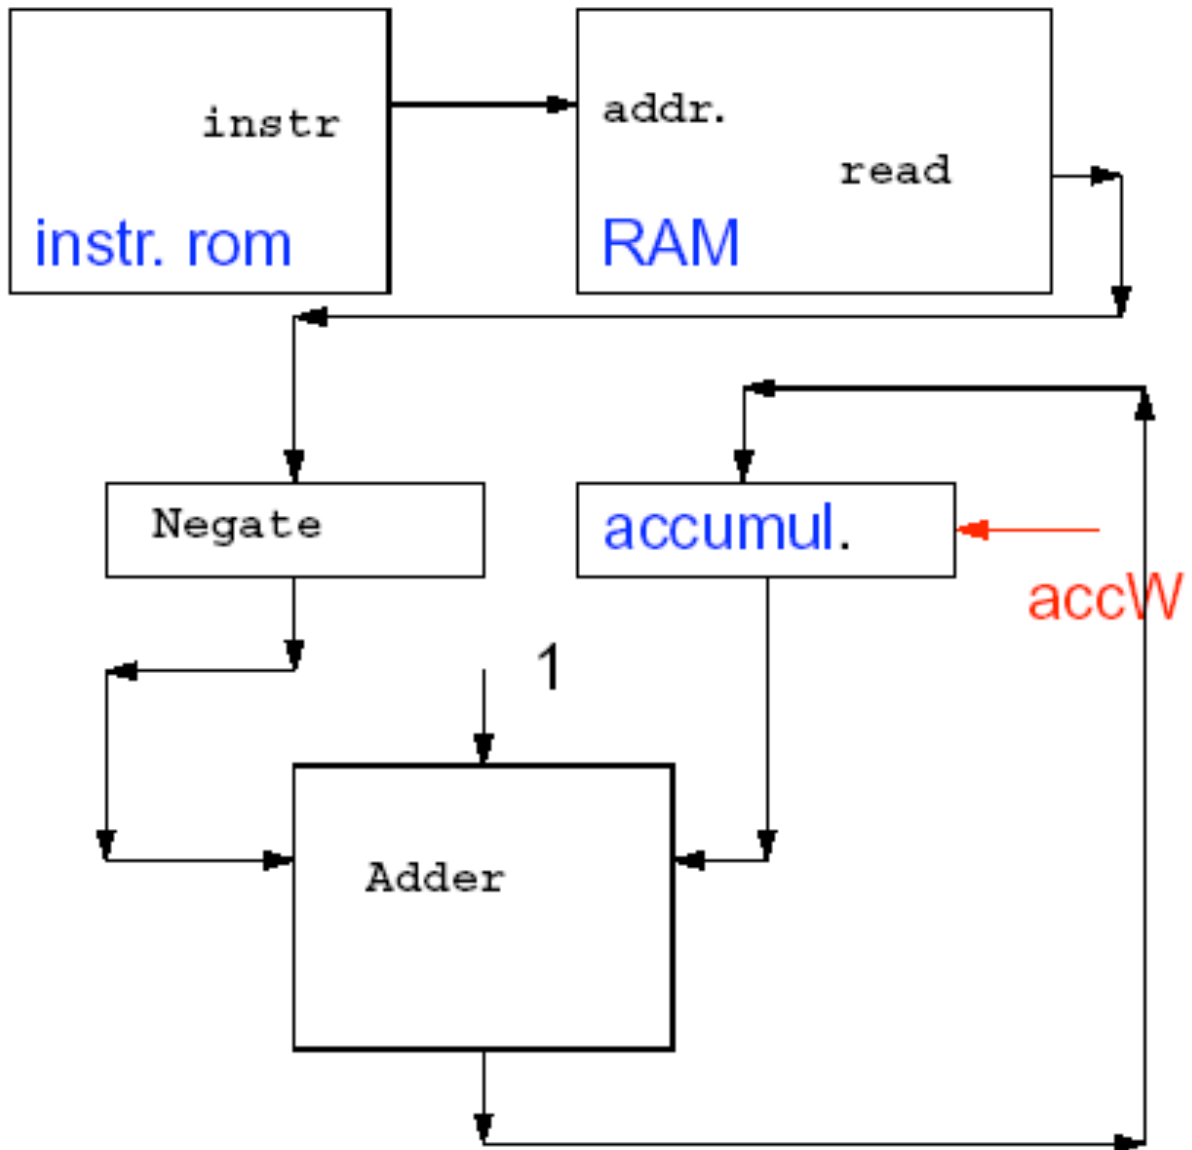 instr
addr.
read
instr. rom
RAM
Negate
accumul.
accW
1
Adder